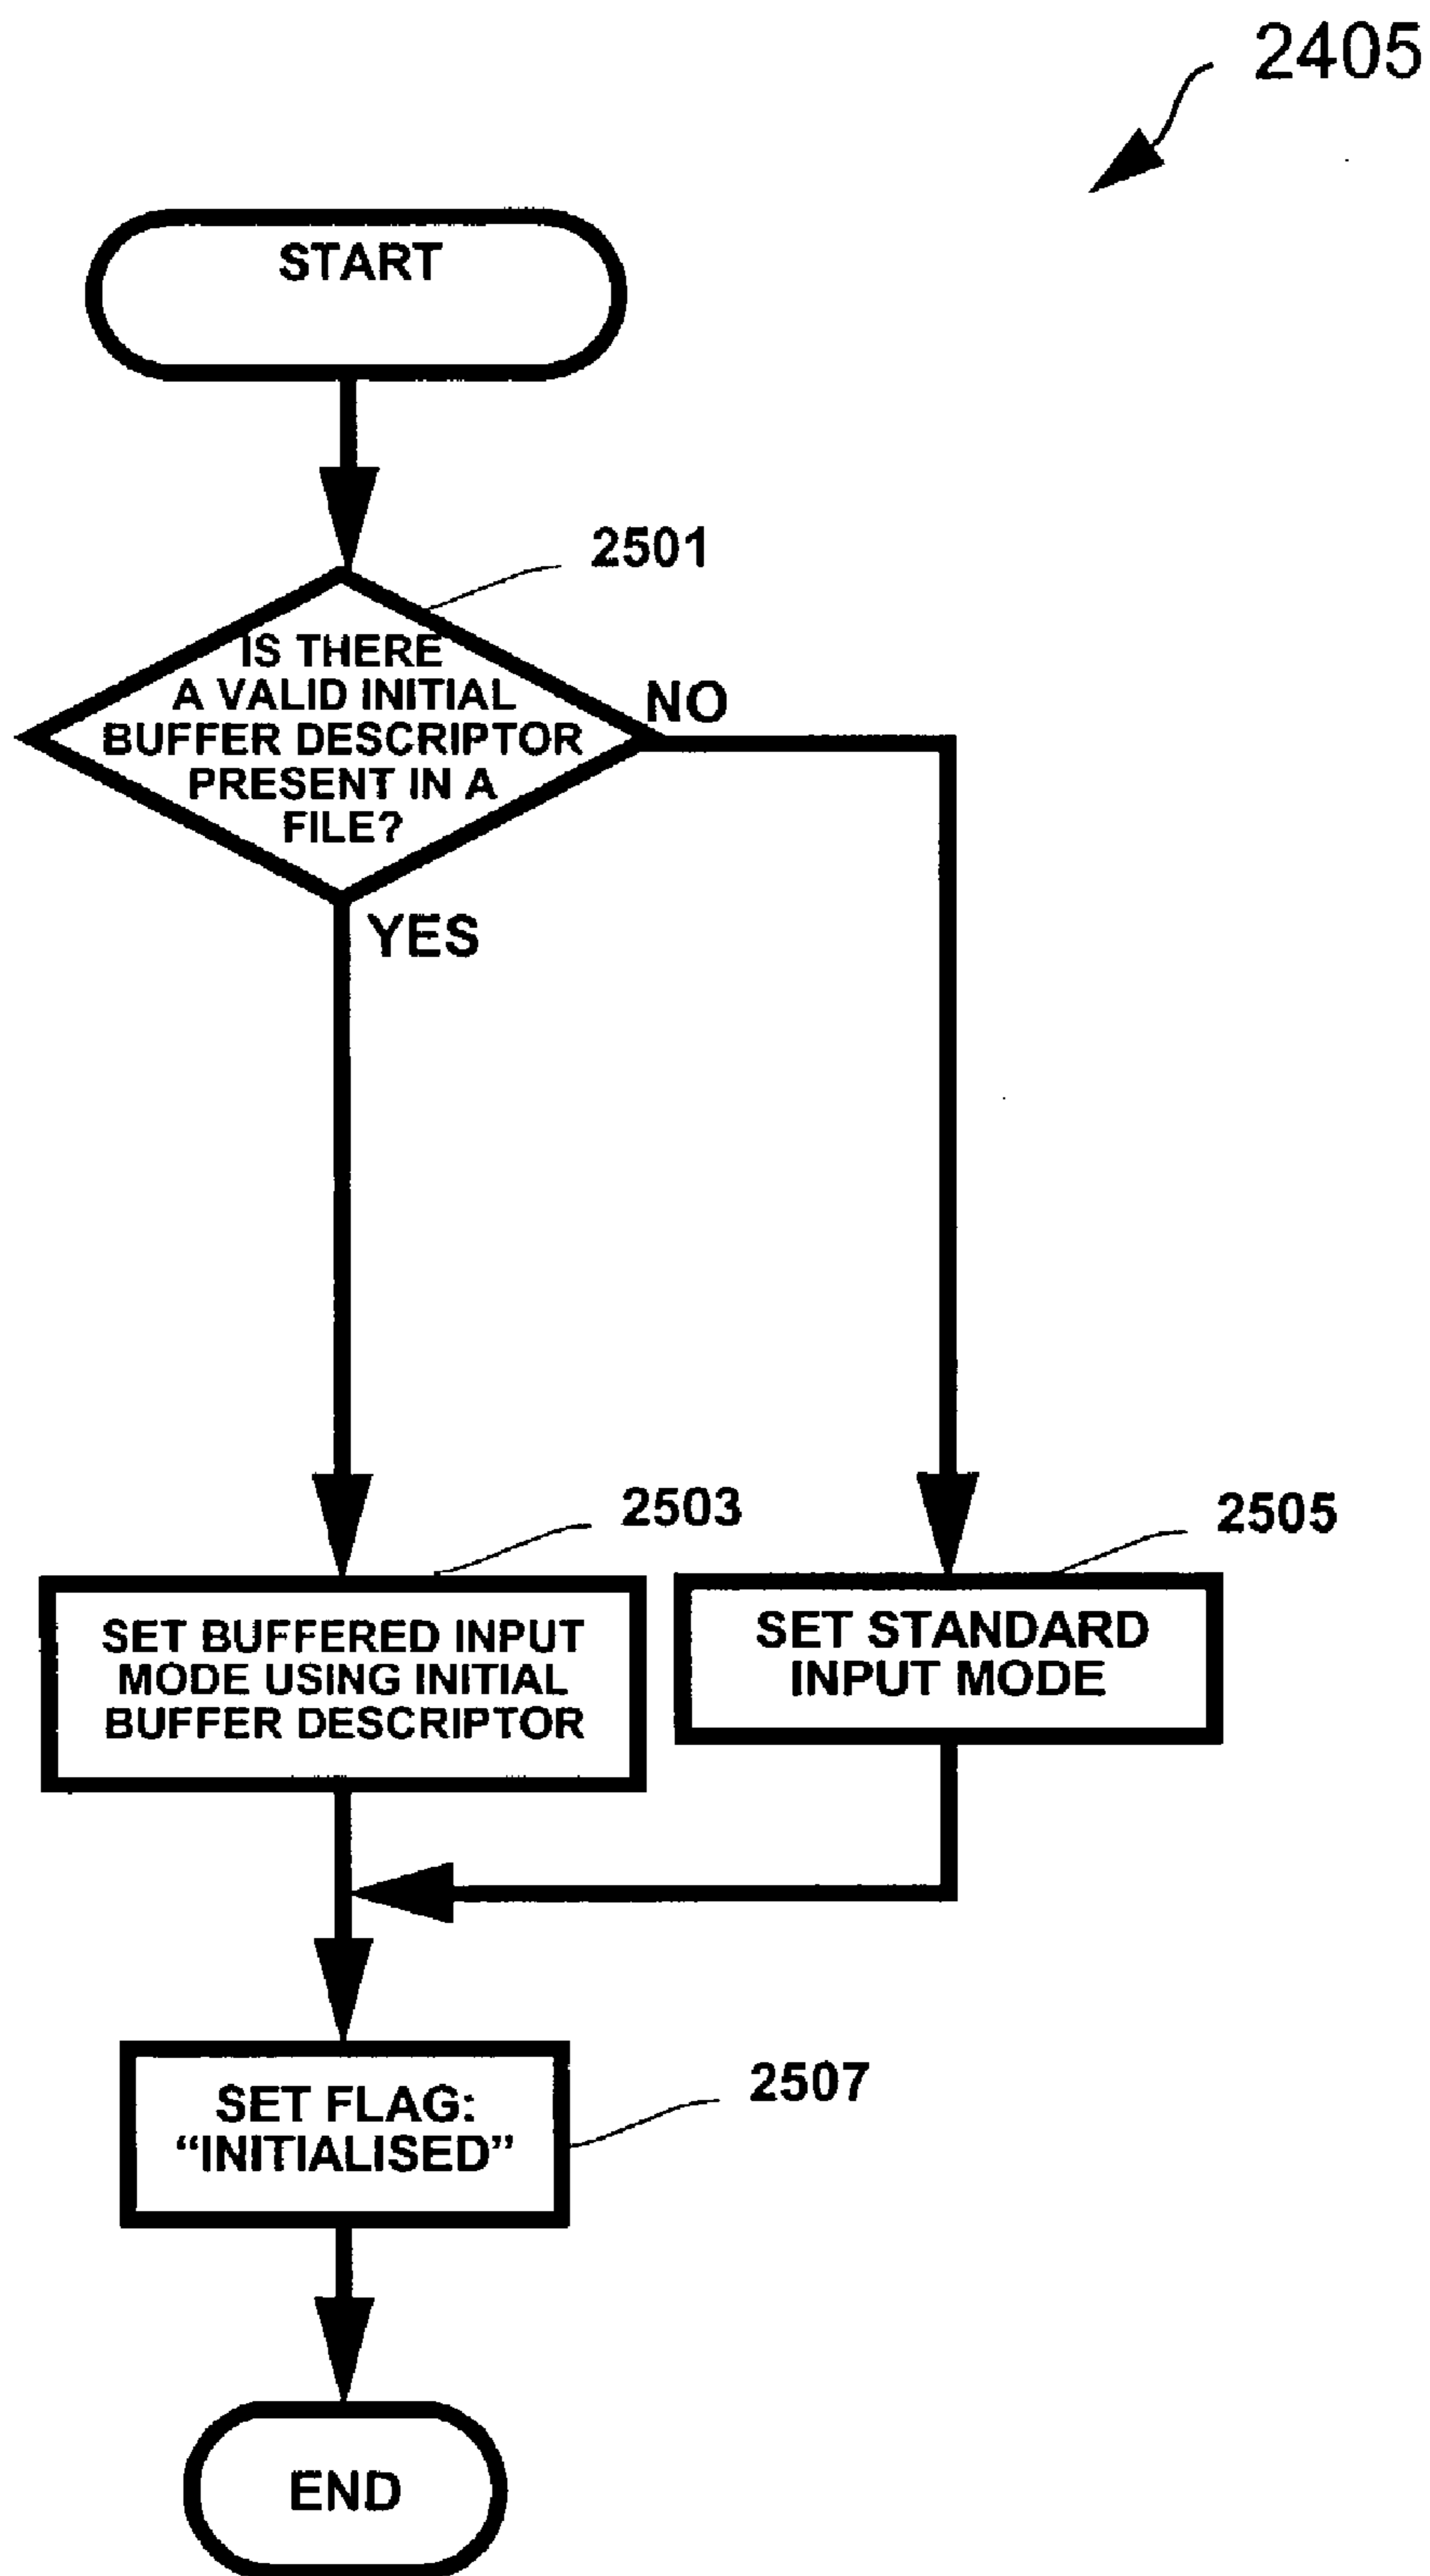 2405
START
2501
IS THERE
A VALID INITIAL
BUFFER DESCRIPTOR
PRESENT IN A
FILE?
NO
YES
2503
2505
SET BUFFERED INPUT
MODE USING INITIAL
BUFFER DESCRIPTOR
SET STANDARD
INPUT MODE
2507
SET FLAG:
“INITIALISED”
END